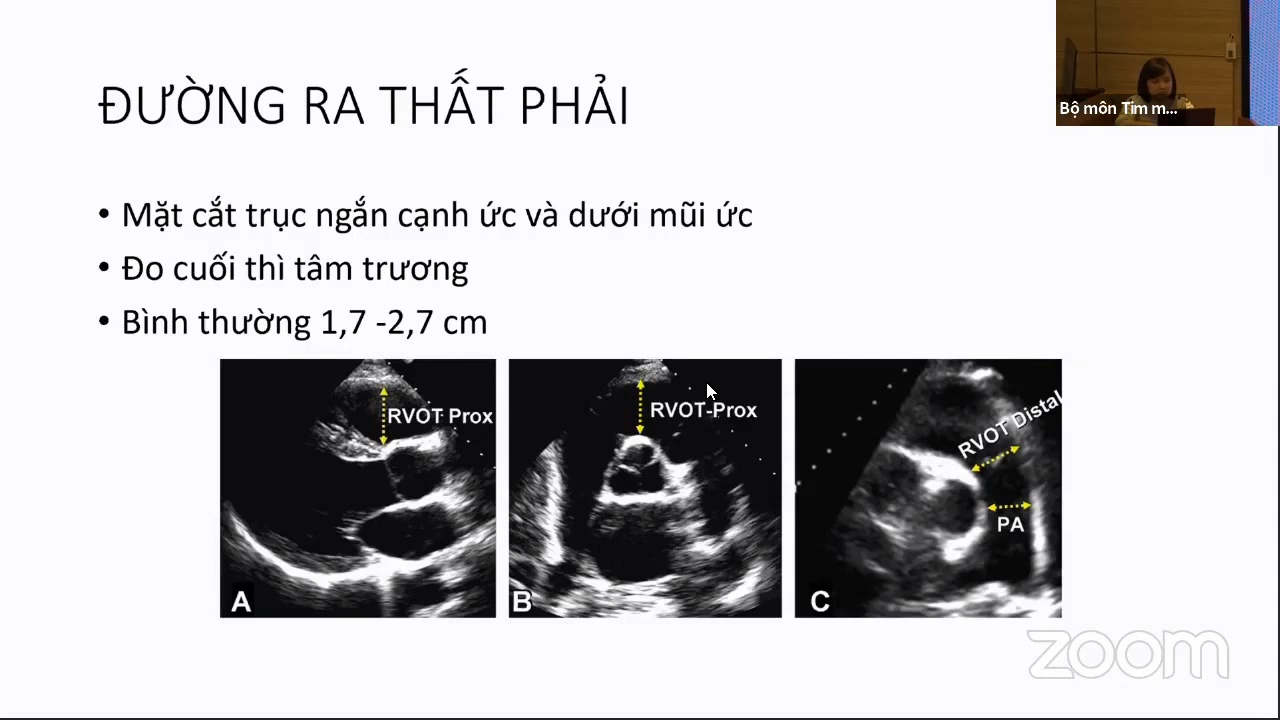 ĐƯỜNG RA THẤT PHẢI
Bộ môn Tim m...
• Mặt cắt trục ngắn cạnh ức và dưới mũi ức
• Đo cuối thì tâm trương
• Bình thường 1,7 -2,7 cm
RVOT Prox
A
RVOT-Prox
B
RVOT Distal
PA
C
zoom